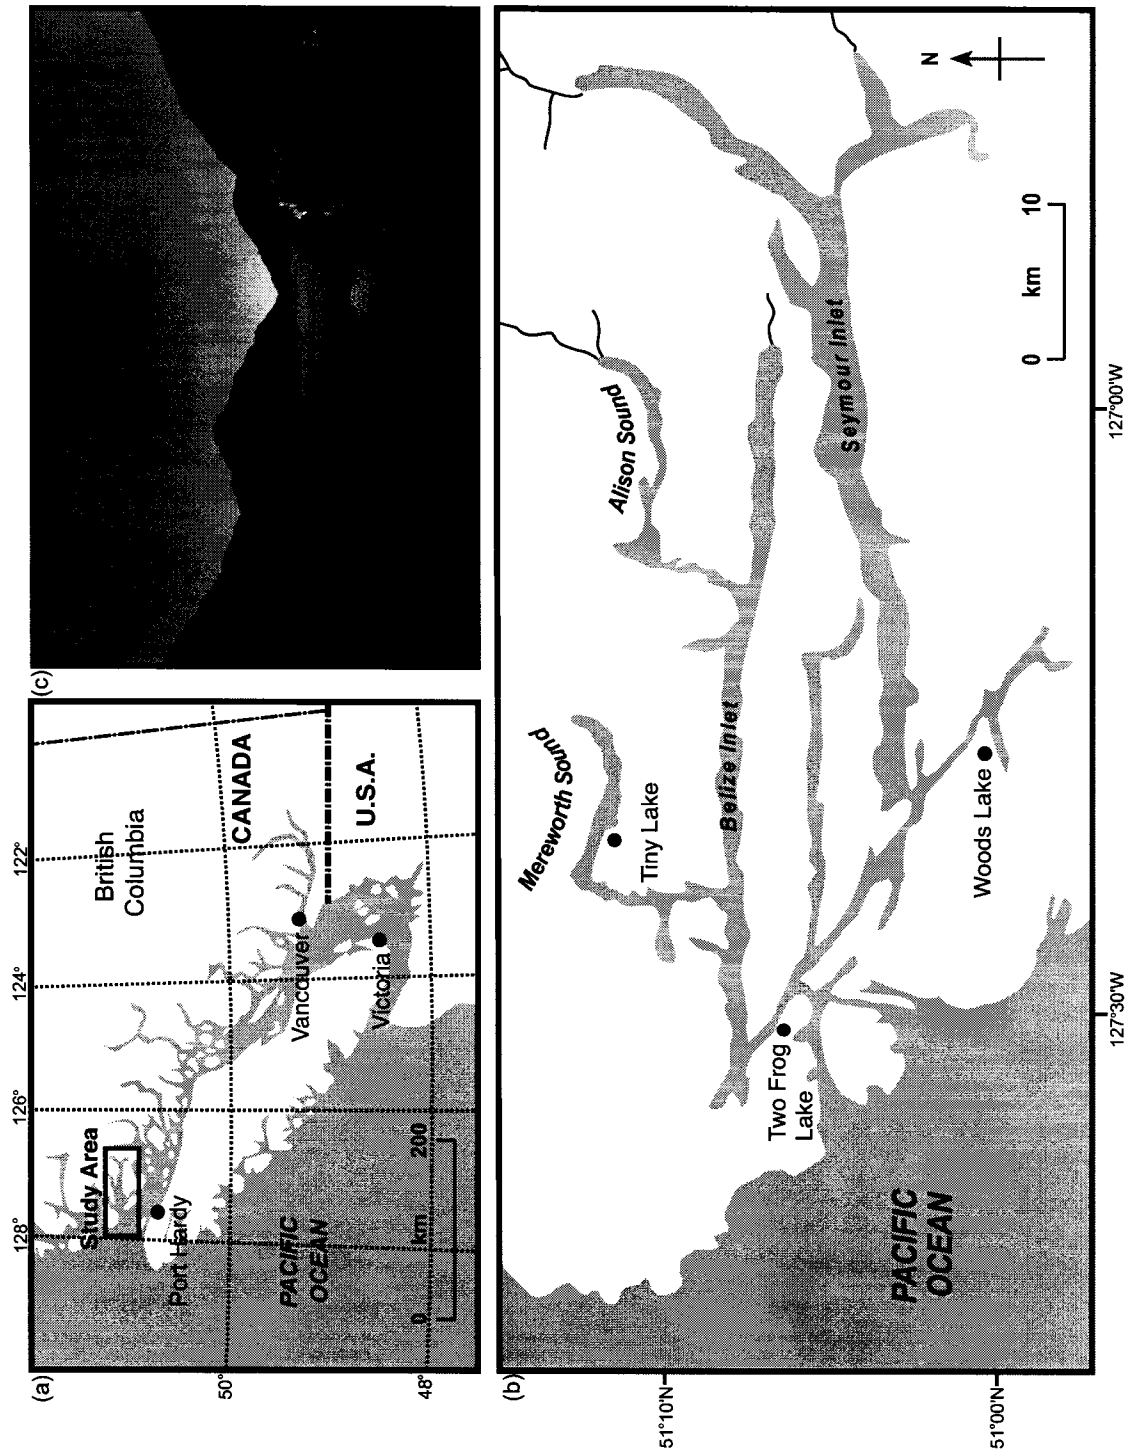 (a)
128°
126°
124°
122°
50°
48°
Study Area
British
Columbia
CANADA
U.S.A.
Port Hardy
Vancouver
Victoria
PACIFIC
OCEAN
0 km 200
(c)
(b)
51°10'N
51°00'N
127°30'W
127°00'W
Mereworth Sound
Alison Sound
Tiny Lake
Belize Inlet
Seymour Inlet
Two Frog
Lake
Woods Lake
PACIFIC
OCEAN
N
0 km 10